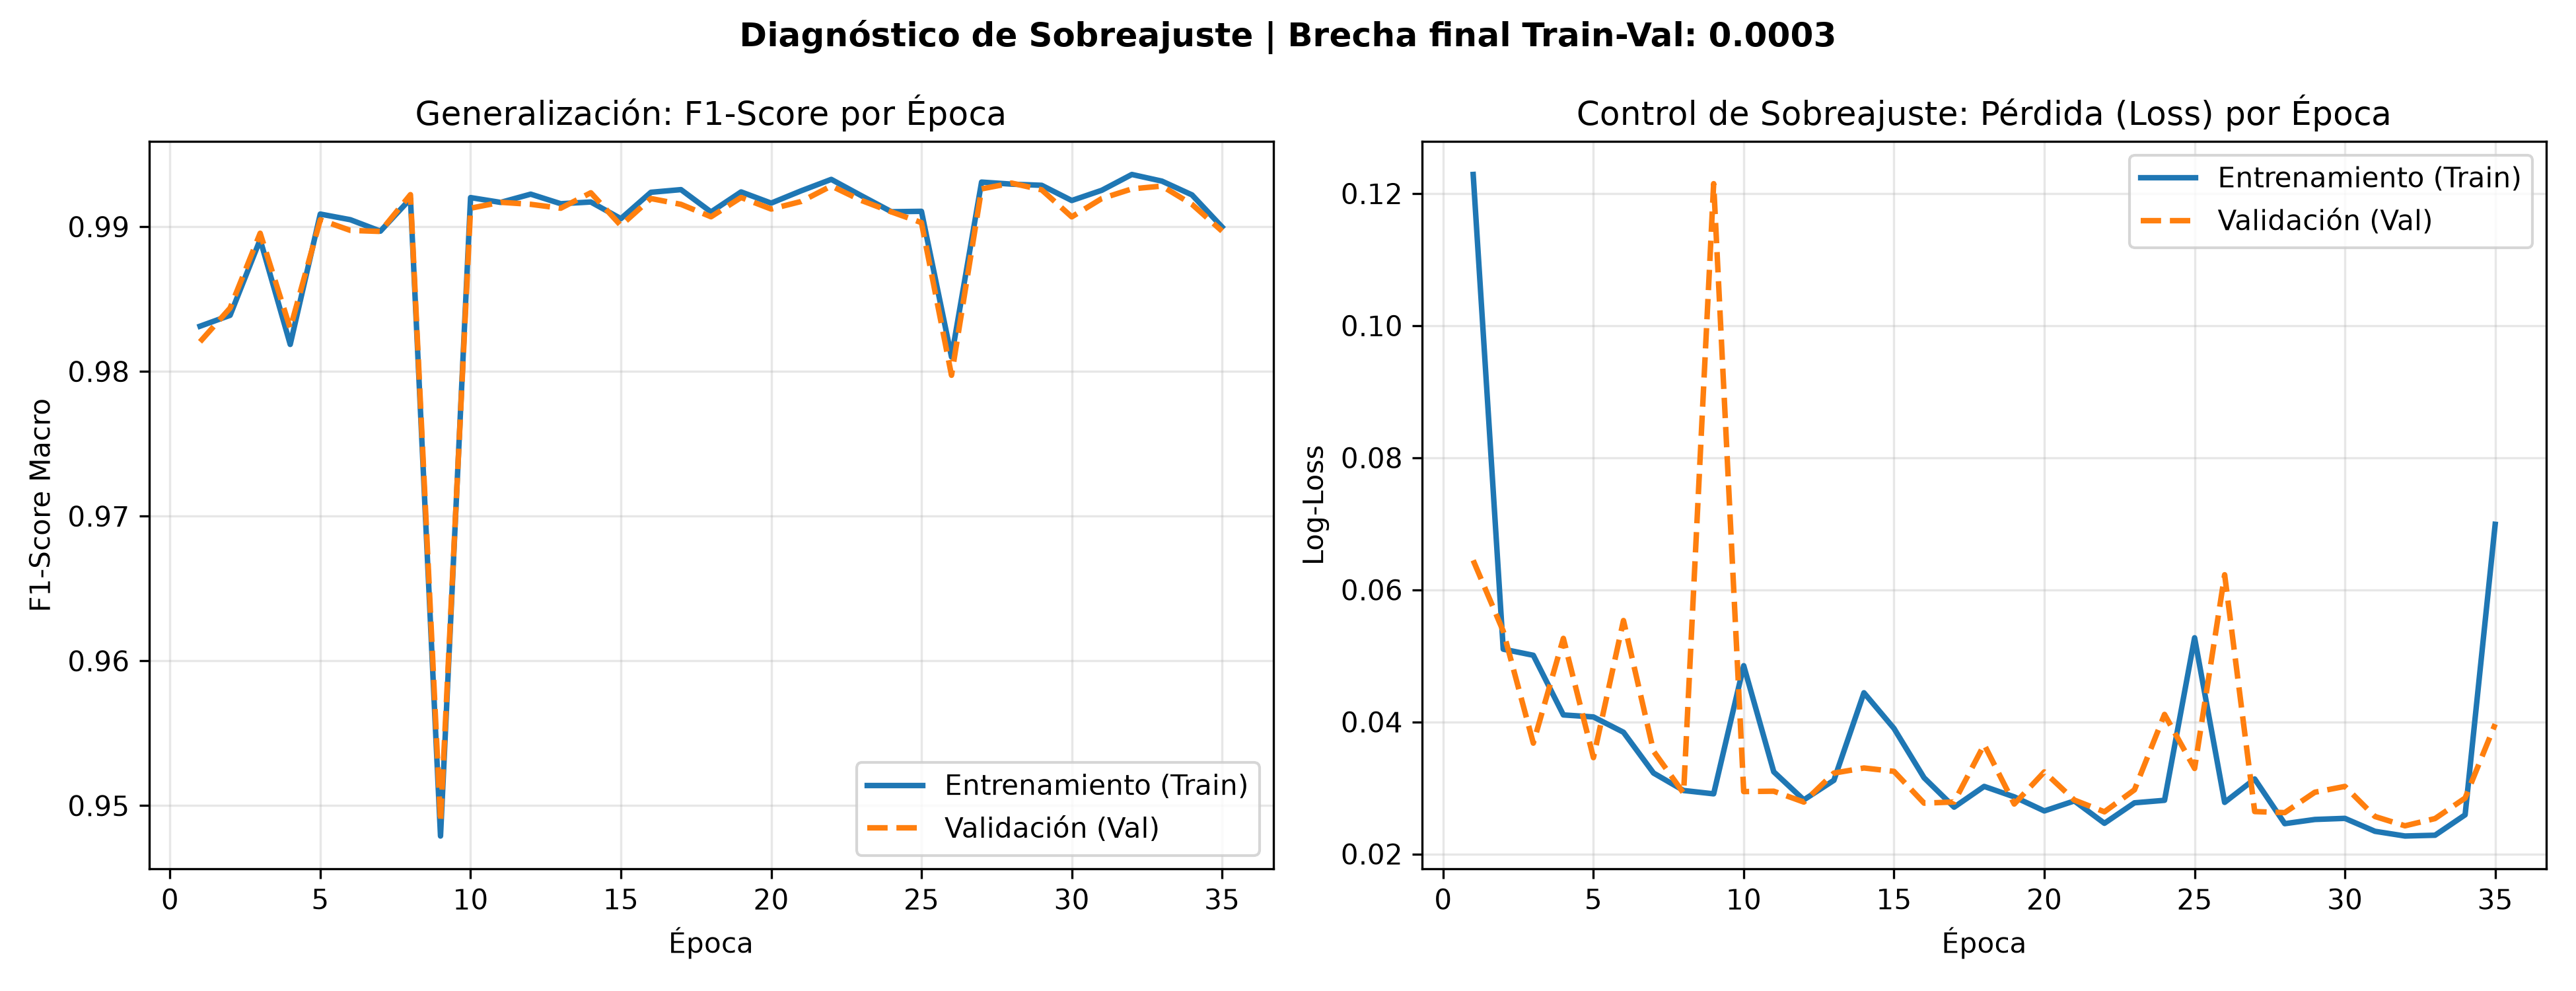 Diagnóstico de Sobreajuste | Brecha final Train-Val: 0.0003
Generalización: F1-Score por Época
F1-Score Macro
0.99
0.98
0.97
0.96
0.95
0
5
10
15
20
25
30
35
Época
Entrenamiento (Train)
Validación (Val)
Control de Sobreajuste: Pérdida (Loss) por Época
Log-Loss
0.12
0.10
0.08
0.06
0.04
0.02
0
5
10
15
20
25
30
35
Época
Entrenamiento (Train)
Validación (Val)